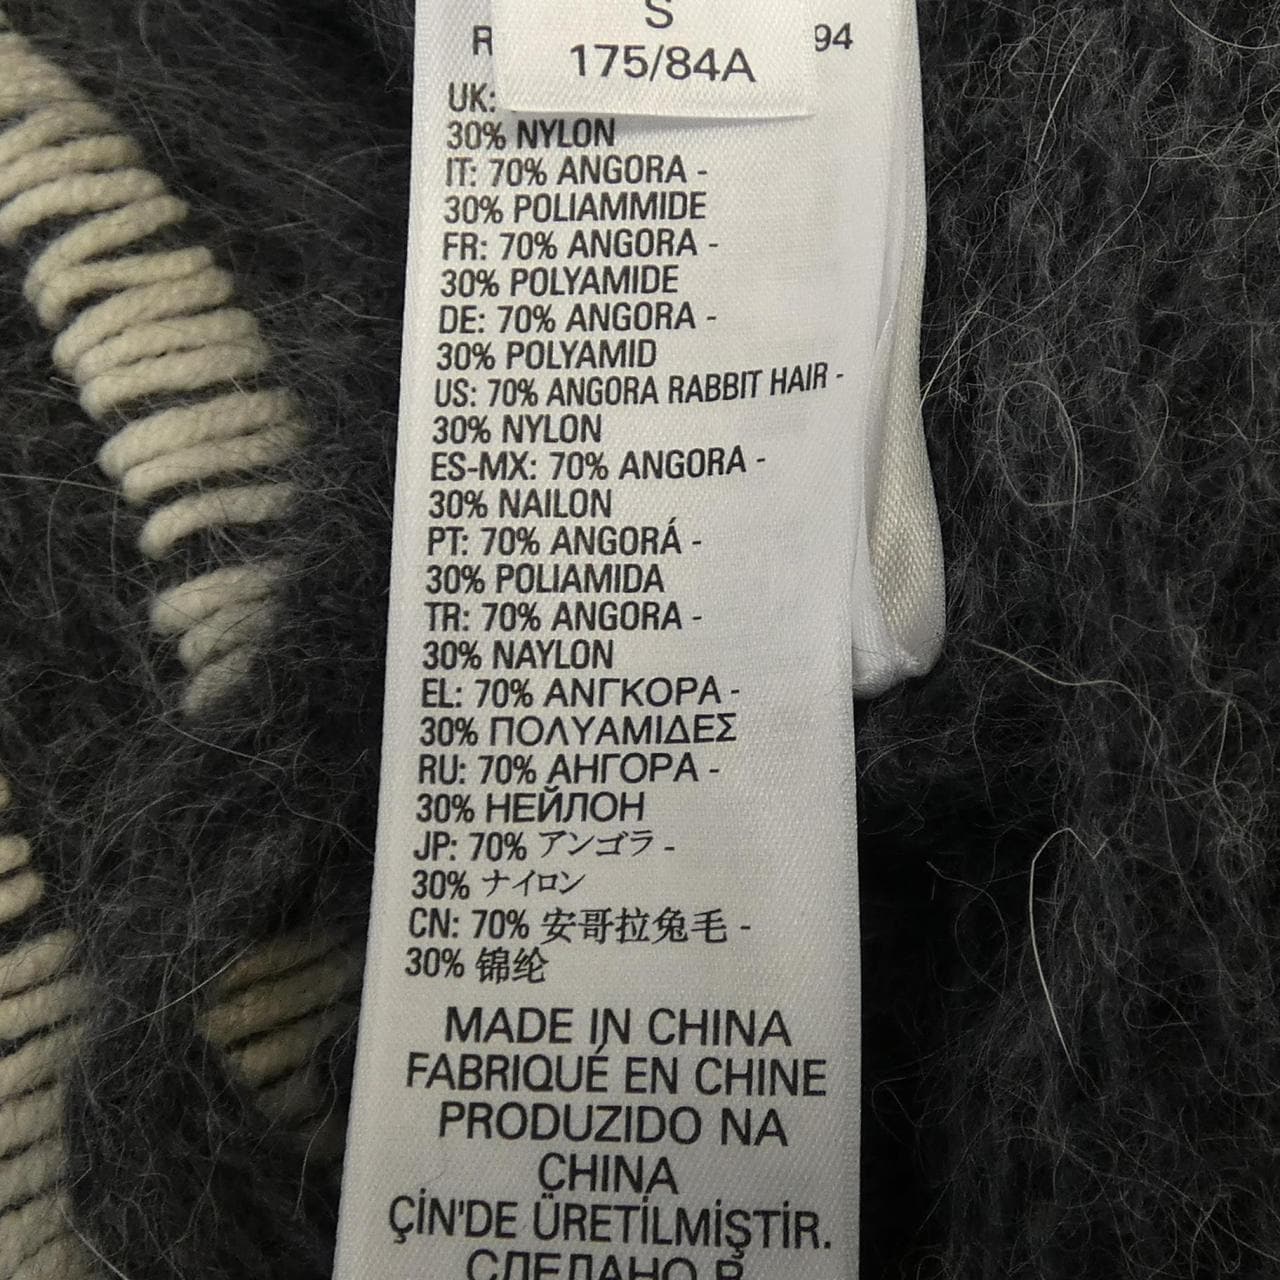 S
175/84A
94
UK:
30% NYLON
IT: 70% ANGORA -
30% POLIAMMIDE
FR: 70% ANGORA -
30% POLYAMIDE
DE: 70% ANGORA -
30% POLYAMID
US: 70% ANGORA RABBIT HAIR -
30% NYLON
ES-MX: 70% ANGORA -
30% NAILON
PT: 70% ANGORÁ -
30% POLIAMIDA
TR: 70% ANGORA -
30% NAYLON
EL: 70% ΑΝΓΚΟΡΑ -
30% ΠΟΛΥΑΜΙΔΕΣ
RU: 70% АНГОРА -
30% НЕЙЛОН
JP: 70% アンゴラ -
30% ナイロン
CN: 70% 安哥拉兔毛 -
30% 锦纶
MADE IN CHINA
FABRIQUÉ EN CHINE
PRODUZIDO NA
CHINA
ÇİN'DE ÜRETİLMİŞTİR.
СДЕЛАНО В